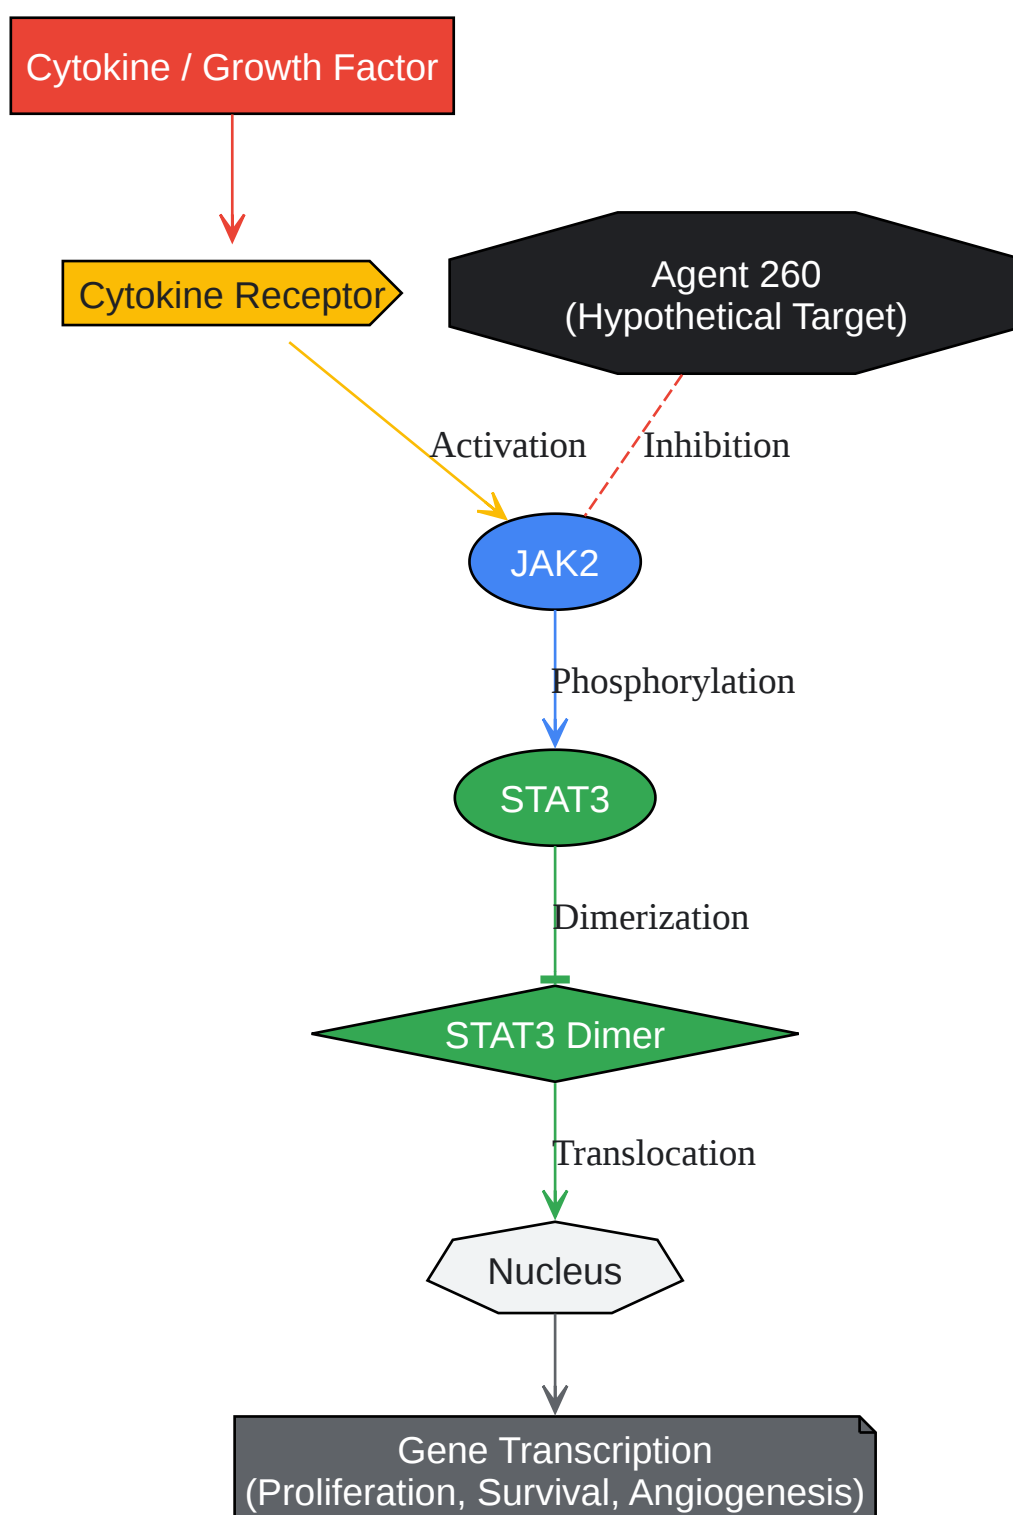 Cytokine / Growth Factor
Cytokine Receptor
Agent 260
(Hypothetical Target)
Activation
Inhibition
JAK2
Phosphorylation
STAT3
Dimerization
STAT3 Dimer
Translocation
Nucleus
Gene Transcription
(Proliferation, Survival, Angiogenesis)